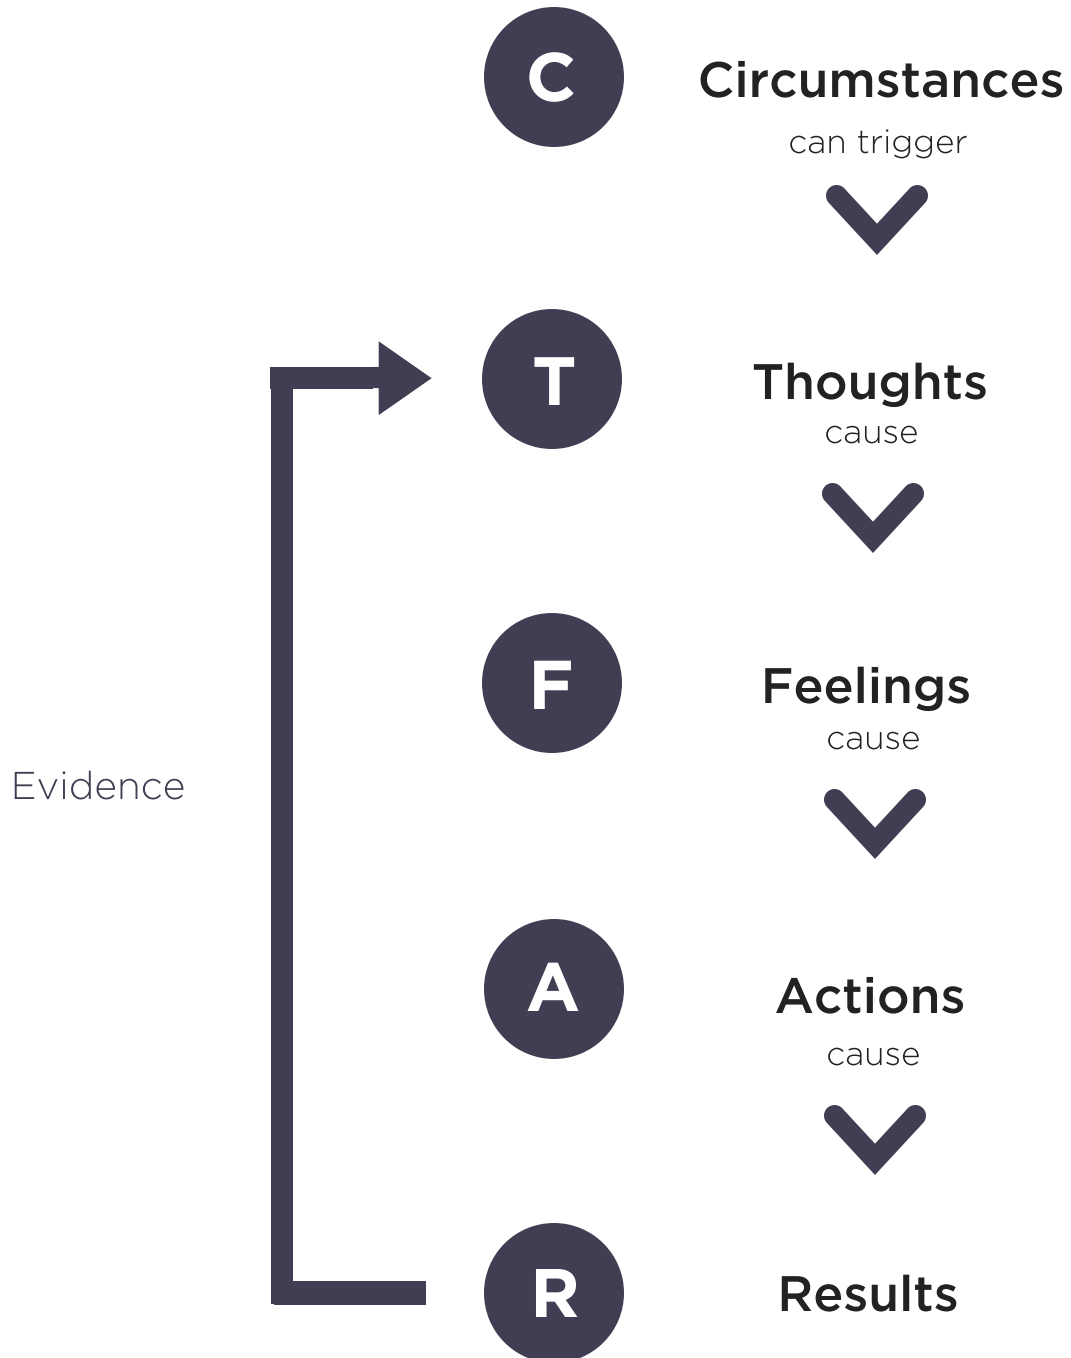 C
Circumstances
can trigger
T
Thoughts
cause
F
Feelings
cause
Evidence
A
Actions
cause
R
Results